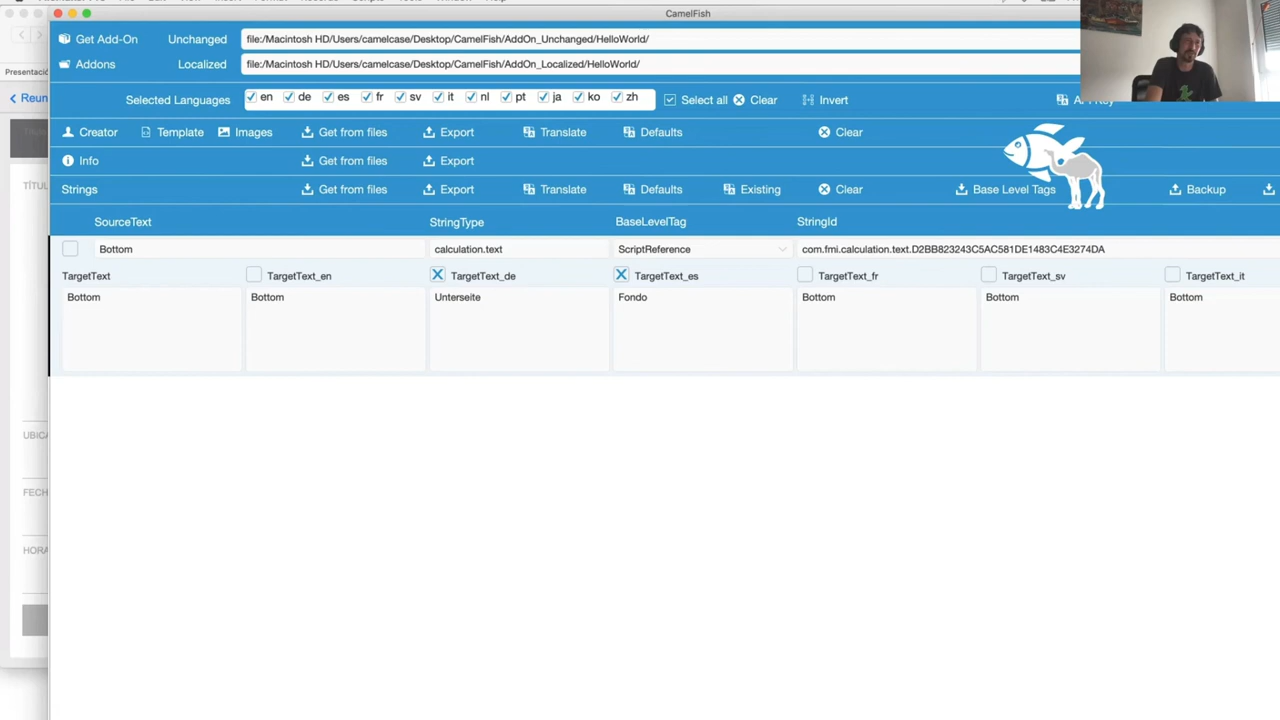 CamelFish
Get Add-On Unchanged file:/Macintosh HD/Users/camelcase/Desktop/CamelFish/AddOn_Unchanged/HelloWorld/
Addons Localized file:/Macintosh HD/Users/camelcase/Desktop/CamelFish/AddOn_Localized/HelloWorld/
Presentació
Reun
Selected Languages en de es fr sv it nl pt ja ko zh Select all Clear Invert
Creator Template Images Get from files Export Translate Defaults Clear
Info Get from files Export
Strings Get from files Export Translate Defaults Existing Clear Base Level Tags Backup
SourceText StringType BaseLevelTag StringId
Bottom calculation.text ScriptReference com.fmi.calculation.text.D2BB823243C5AC581DE1483C4E3274DA
TargetText TargetText_en TargetText_de TargetText_es TargetText_fr TargetText_sv TargetText_it
Bottom Bottom Unterseite Fondo Bottom Bottom Bottom
UBICA
FECH
HORA